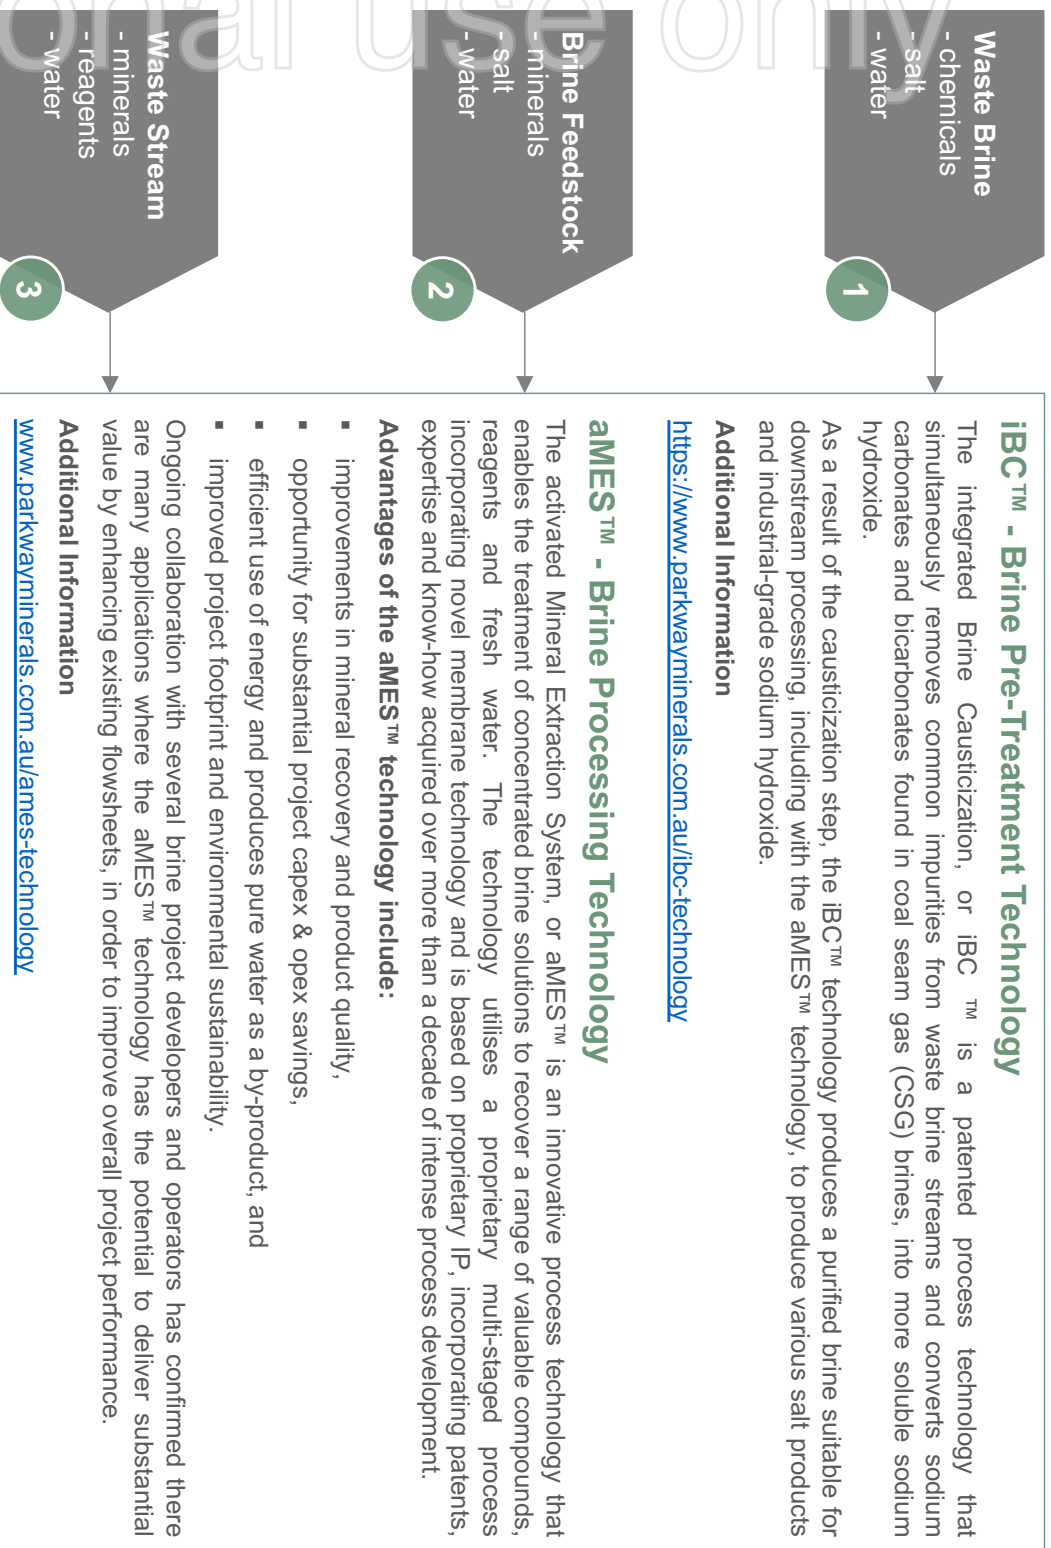 Waste Brine
- chemicals
- salt
- water
1
iBC™ - Brine Pre-Treatment Technology
The integrated Brine Causticization, or iBC ™ is a patented process technology that
simultaneously removes common impurities from waste brine streams and converts sodium
carbonates and bicarbonates found in coal seam gas (CSG) brines, into more soluble sodium
hydroxide.
As a result of the causticization step, the iBC™ technology produces a purified brine suitable for
downstream processing, including with the aMES™ technology, to produce various salt products
and industrial-grade sodium hydroxide.
Additional Information
https://www.parkwayminerals.com.au/ibc-technology
Brine Feedstock
- minerals
- salt
- water
2
aMES™ - Brine Processing Technology
The activated Mineral Extraction System, or aMES™ is an innovative process technology that
enables the treatment of concentrated brine solutions to recover a range of valuable compounds,
reagents and fresh water. The technology utilises a proprietary multi-staged process
incorporating novel membrane technology and is based on proprietary IP, incorporating patents,
expertise and know-how acquired over more than a decade of intense process development.
Advantages of the aMES™ technology include:
▪ improvements in mineral recovery and product quality,
▪ opportunity for substantial project capex & opex savings,
▪ efficient use of energy and produces pure water as a by-product, and
▪ improved project footprint and environmental sustainability.
Ongoing collaboration with several brine project developers and operators has confirmed there
are many applications where the aMES™ technology has the potential to deliver substantial
value by enhancing existing flowsheets, in order to improve overall project performance.
Additional Information
www.parkwayminerals.com.au/ames-technology
Waste Stream
- minerals
- reagents
- water
3
onal use only